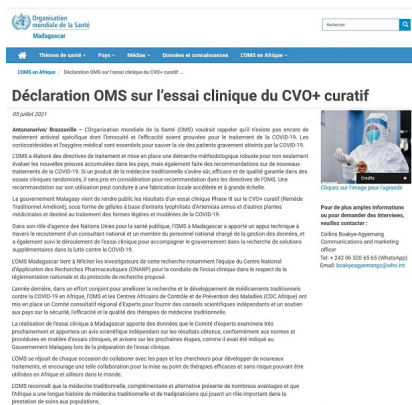 Organisation
mondiale de la Santé
Madagascar
Rechercher
Thèmes de santé
Pays
Médias
Données et connaissances
L'OMS en Afrique
L'OMS en Afrique / Déclaration OMS sur l'essai clinique du CVO+ curatif ...
Déclaration OMS sur l'essai clinique du CVO+ curatif
05 juillet 2021
Antananarivo/ Brazzaville – L'Organisation mondiale de la Santé (OMS) voudrait rappeler qu'il n'existe pas encore de
traitement antiviral spécifique dont l'innocuité et l'efficacité soient prouvées pour le traitement de la COVID-19. Les
corticostéroïdes et l'oxygène médical sont essentiels pour sauver la vie des patients gravement atteints par la COVID-19.
L'OMS a élaboré des directives de traitement et mise en place une démarche méthodologique robuste pour non seulement
évaluer les nouvelles preuves accumulées dans les pays, mais également faire des recommandations sur de nouveaux
traitements de la COVID-19. Si un produit de la médecine traditionnelle s'avère sûr, efficace et de qualité garantie dans des
essais cliniques randomisés, il sera pris en considération pour recommandation dans les directives de l'OMS. Une
recommandation sur son utilisation peut conduire à une fabrication locale accélérée et à grande échelle.
Le gouvernement Malagasy vient de rendre publics les résultats d'un essai clinique Phase III sur le CVO+ curatif (Remède
Traditionnel Amélioré), sous forme de gélules à base d'extraits lyophilisés d'Artemisia annua et d'autres plantes
médicinales et destiné au traitement des formes légères et modérées de la COVID-19.
Dans son rôle d'agence des Nations Unies pour la santé publique, l'OMS à Madagascar a apporté un appui technique à
travers le recrutement d'un consultant national et un membre du personnel national chargé de la gestion des données, et
a également suivi le déroulement de l'essai clinique pour accompagner le gouvernement dans la recherche de solutions
supplémentaires dans la lutte contre la COVID-19.
L'OMS Madagascar tient à féliciter les investigateurs de cette recherche notamment l'équipe du Centre National
d'Application des Recherches Pharmaceutiques (CNARP) pour la conduite de l'essai clinique dans le respect de la
réglementation nationale et du protocole de recherche proposé.
L'année dernière, dans un effort conjoint pour améliorer la recherche et le développement de médicaments traditionnels
contre la COVID-19 en Afrique, l'OMS et les Centres Africains de Contrôle et de Prévention des Maladies (CDC Afrique) ont
mis en place un Comité consultatif régional d'Experts pour fournir des conseils scientifiques indépendants et un soutien
aux pays sur la sécurité, l'efficacité et la qualité des thérapies de médecine traditionnelle.
La réalisation de l'essai clinique à Madagascar apporte des données que le Comité d'experts examinera très
prochainement et apportera un avis scientifique indépendant sur les résultats obtenus, conformément aux normes et
procédures en matière d'essais cliniques, et avisera sur les prochaines étapes, comme il avait été indiqué au
Gouvernement Malagasy lors de la préparation de l'essai clinique.
L'OMS se réjouit de chaque occasion de collaborer avec les pays et les chercheurs pour développer de nouveaux
traitements, et encourage une telle collaboration pour la mise au point de thérapies efficaces et sans risque pouvant être
utilisées en Afrique et ailleurs dans le monde.
L'OMS reconnaît que la médecine traditionnelle, complémentaire et alternative présente de nombreux avantages et que
l'Afrique a une longue histoire de médecine traditionnelle et de tradipraticiens qui jouent un rôle important dans la
prestation de soins aux populations.
Credits
Cliquez sur l'image pour l'agrandir
Pour de plus amples informations
ou pour demander des interviews,
veuillez contacter :
Collins Boakye-Agyemang
Communications and marketing
officer
Tel: + 242 06 520 65 65 (WhatsApp)
Email: boakyeagyemangc@who.int